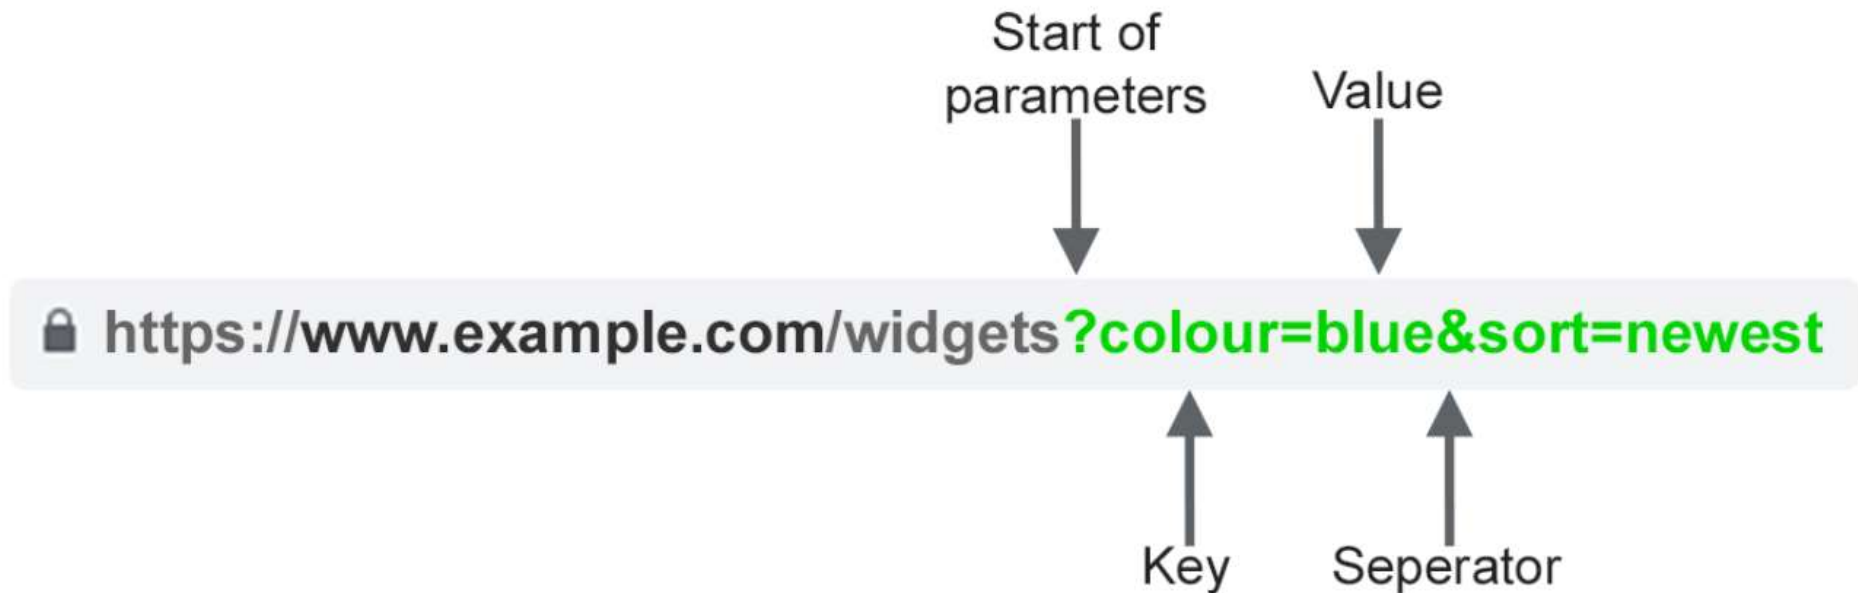 Start of
parameters
Value
https://www.example.com/widgets?colour=blue&sort=newest
Key
Seperator